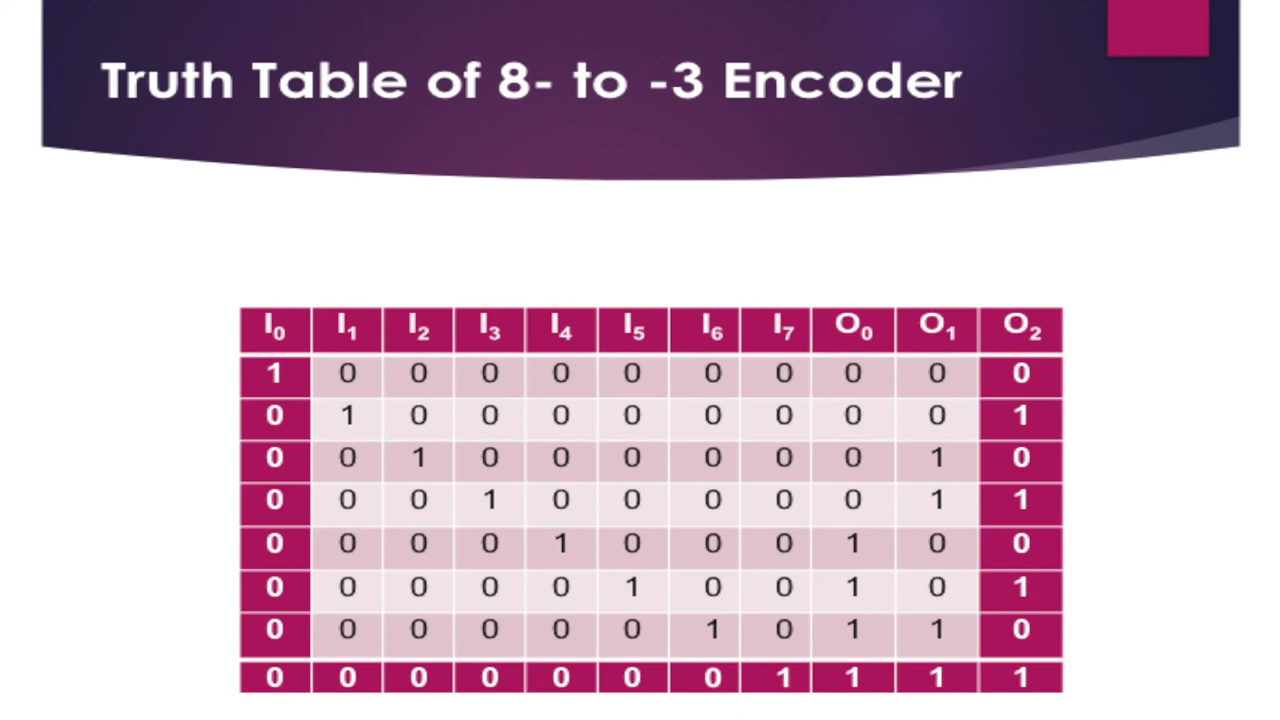 Truth Table of 8- to -3 Encoder
I₀ I₁ I₂ I₃ I₄ I₅ I₆ I₇ O₀ O₁ O₂
1 0 0 0 0 0 0 0 0 0 0
0 1 0 0 0 0 0 0 0 0 1
0 0 1 0 0 0 0 0 0 1 0
0 0 0 1 0 0 0 0 0 1 1
0 0 0 0 1 0 0 0 1 0 0
0 0 0 0 0 1 0 0 1 0 1
0 0 0 0 0 0 1 0 1 1 0
0 0 0 0 0 0 0 1 1 1 1